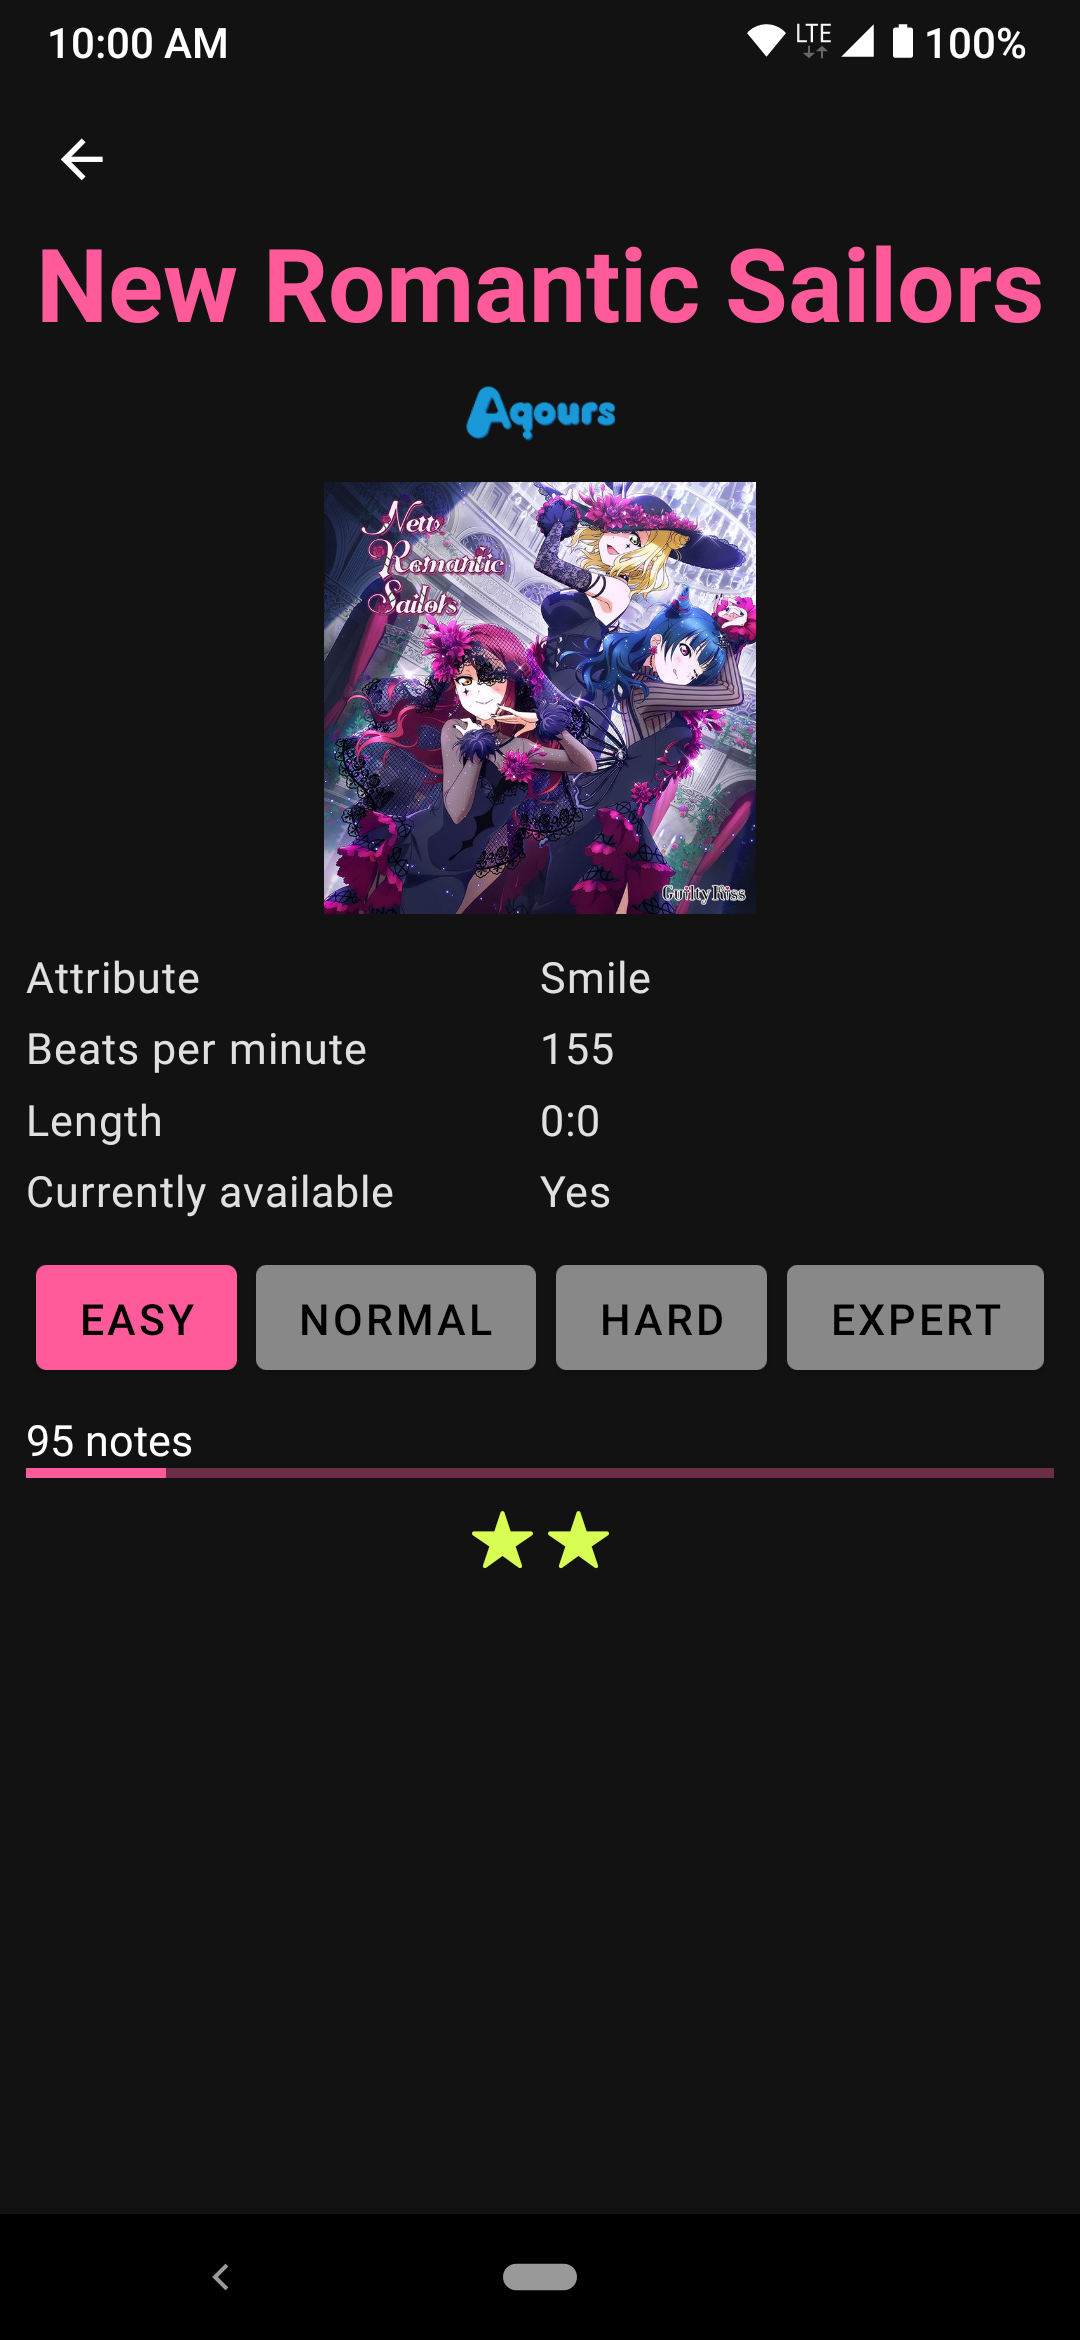 10:00 AM LTE 100%
New Romantic Sailors
Aqours
New
Romantic
Sailors
Guilty Kiss
Attribute Smile
Beats per minute 155
Length 0:0
Currently available Yes
EASY NORMAL HARD EXPERT
95 notes